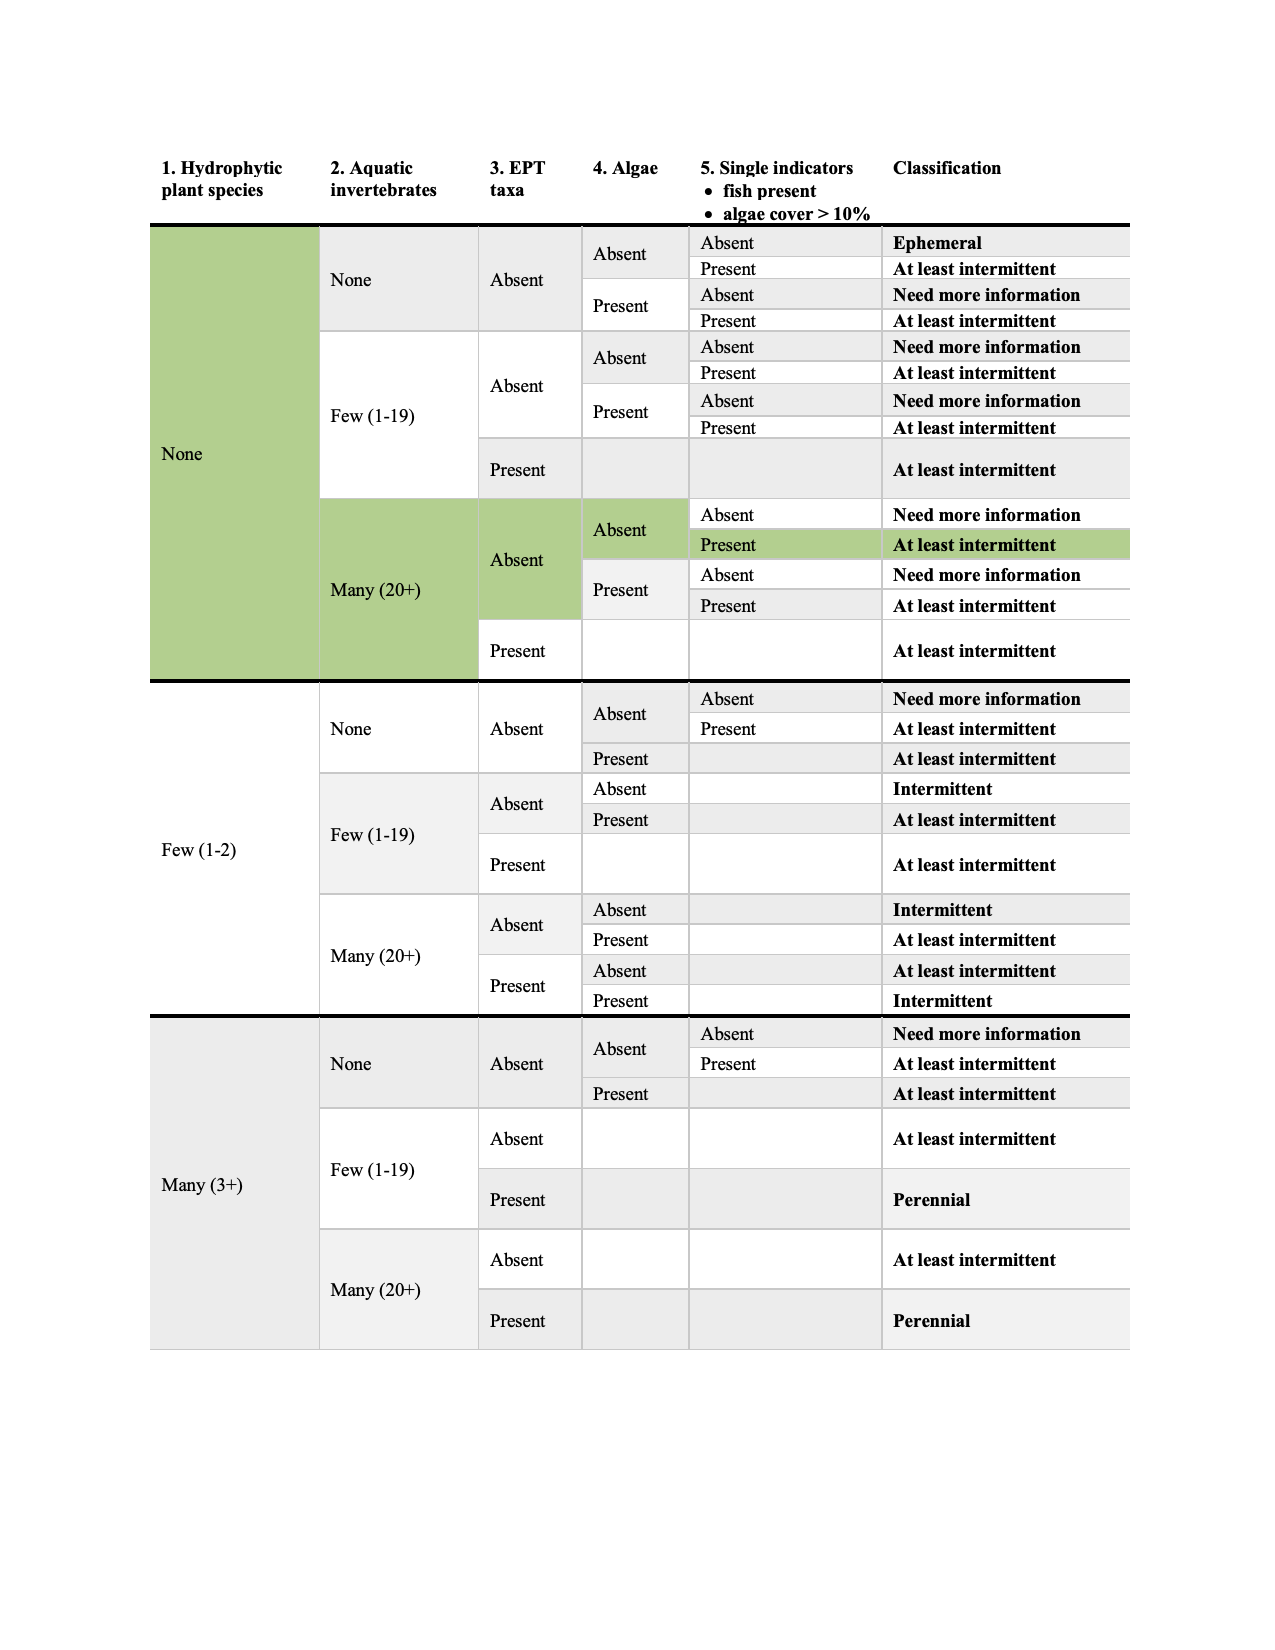 1. Hydrophytic plant species | 2. Aquatic invertebrates | 3. EPT taxa | 4. Algae | 5. Single indicators • fish present • algae cover > 10% | Classification
None | None | Absent | Absent | Absent | Ephemeral
Present | At least intermittent
Present | Absent | Need more information
Present | At least intermittent
Few (1-19) | Absent | Absent | Absent | Need more information
Present | At least intermittent
Present | Absent | Need more information
Present | At least intermittent
Present | At least intermittent
Many (20+) | Absent | Absent | Absent | Need more information
Present | At least intermittent
Present | Absent | Need more information
Present | At least intermittent
Present | At least intermittent
Few (1-2) | None | Absent | Absent | Absent | Need more information
Present | At least intermittent
Present | At least intermittent
Few (1-19) | Absent | Absent | Intermittent
Present | At least intermittent
Present | At least intermittent
Many (20+) | Absent | Absent | Intermittent
Present | At least intermittent
Present | Absent | At least intermittent
Present | Intermittent
Many (3+) | None | Absent | Absent | Absent | Need more information
Present | At least intermittent
Present | At least intermittent
Few (1-19) | Absent | At least intermittent
Present | Perennial
Many (20+) | Absent | At least intermittent
Present | Perennial